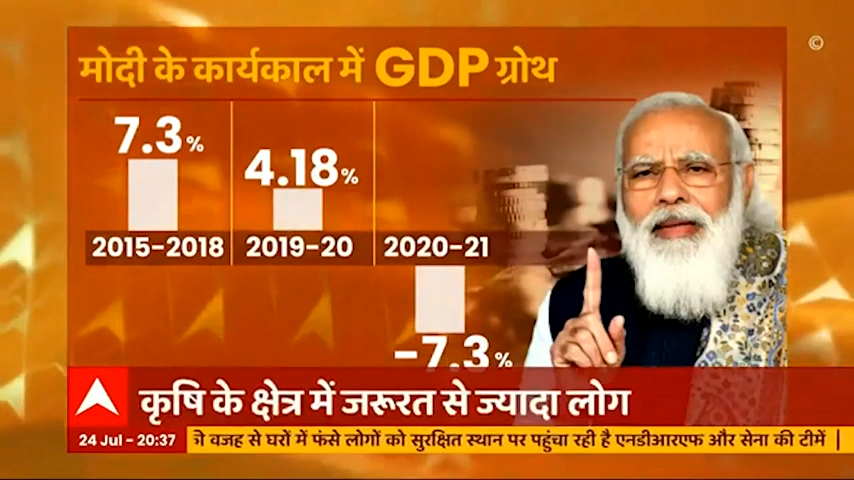 ©
मोदी के कार्यकाल में GDP ग्रोथ
7.3%
4.18%
2015-2018
2019-20
2020-21
-7.3%
कृषि के क्षेत्र में जरूरत से ज्यादा लोग
24 Jul - 20:37
वजह से घरों में फंसे लोगों को सुरक्षित स्थान पर पहुंचा रही है एनडीआरएफ और सेना की टीमें |